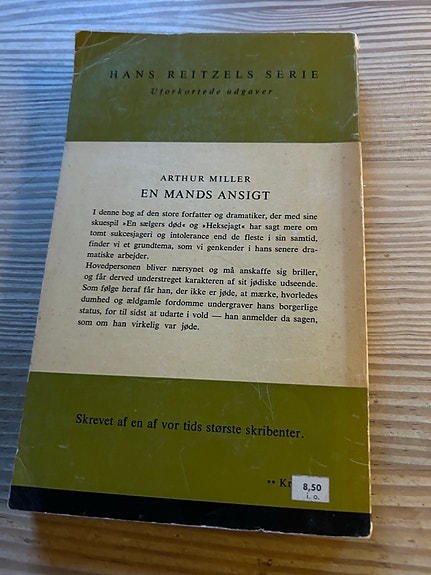 HANS REITZELS SERIE
Uforkortede udgaver
ARTHUR MILLER
EN MANDS ANSIGT
I denne bog af den store forfatter og dramatiker, der med sine
skuespil »En sælgers død« og »Heksejagt« har sagt mere om
tomt succesjageri og intolerance end de fleste i sin samtid,
finder vi et grundtema, som vi genkender i hans senere dra-
matiske arbejder.
Hovedpersonen bliver nærsynet og må anskaffe sig briller,
og får derved understreget karakteren af sit jødiske udseende.
Som følge heraf får han, der ikke er jøde, at mærke, hvorledes
dumhed og ældgamle fordomme undergraver hans borgerlige
status, for til sidst at udarte i vold — han anmelder da sagen,
som om han virkelig var jøde.
Skrevet af en af vor tids største skribenter.
•• Kr
8,50
i. o.